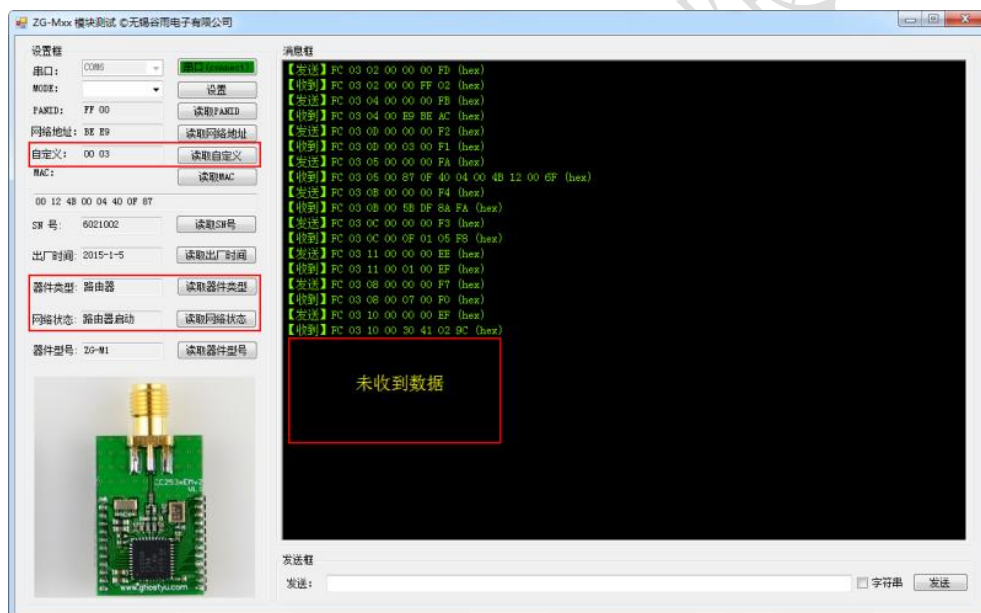 ZG-Mxx 模块测试 ©无锡谷雨电子有限公司
设置框
串口: COM6 串口(connect)
MODE: 设置
PANID: FF 00 读取PANID
网络地址: BE E9 读取网络地址
自定义: 00 03 读取自定义
MAC: 读取MAC
00 12 4B 00 04 40 0F 87
SN 号: 6021002 读取SN号
出厂时间: 2015-1-5 读取出厂时间
器件类型: 路由器 读取器件类型
网络状态: 路由器启动 读取网络状态
器件型号: ZG-M1 读取器件型号
CC253xEMv2
V1.
www.ghostyu.com
消息框
【发送】FC 03 02 00 00 00 FD (hex)
【收到】FC 03 02 00 00 FF 02 (hex)
【发送】FC 03 04 00 00 00 FB (hex)
【收到】FC 03 04 00 E9 BE AC (hex)
【发送】FC 03 0D 00 00 00 F2 (hex)
【收到】FC 03 0D 00 03 00 F1 (hex)
【发送】FC 03 05 00 00 00 FA (hex)
【收到】FC 03 05 00 87 0F 40 04 00 4B 12 00 6F (hex)
【发送】FC 03 0B 00 00 00 F4 (hex)
【收到】FC 03 0B 00 5B DF 8A FA (hex)
【发送】FC 03 0C 00 00 00 F3 (hex)
【收到】FC 03 0C 00 0F 01 05 F8 (hex)
【发送】FC 03 11 00 00 00 EE (hex)
【收到】FC 03 11 00 01 00 EF (hex)
【发送】FC 03 08 00 00 00 F7 (hex)
【收到】FC 03 08 00 07 00 F0 (hex)
【发送】FC 03 10 00 00 00 EF (hex)
【收到】FC 03 10 00 30 41 02 9C (hex)
未收到数据
发送框
发送: 字符串 发送